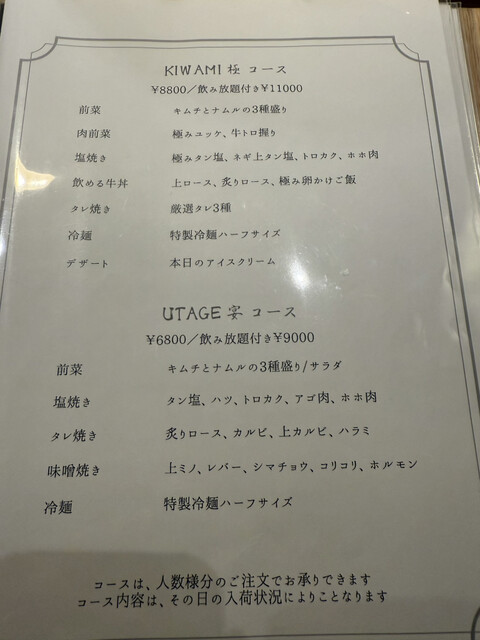 KIWAMI 極 コース
¥8800/飲み放題付き¥11000
前菜 キムチとナムルの3種盛り
肉前菜 極みユッケ、牛トロ握り
塩焼き 極みタン塩、ネギ上タン塩、トロカク、ホホ肉
飲める牛丼 上ロース、炙りロース、極み卵かけご飯
タレ焼き 厳選タレ3種
冷麺 特製冷麺ハーフサイズ
デザート 本日のアイスクリーム
UTAGE 宴 コース
¥6800/飲み放題付き¥9000
前菜 キムチとナムルの3種盛り/サラダ
塩焼き タン塩、ハツ、トロカク、アゴ肉、ホホ肉
タレ焼き 炙りロース、カルビ、上カルビ、ハラミ
味噌焼き 上ミノ、レバー、シマチョウ、コリコリ、ホルモン
冷麺 特製冷麺ハーフサイズ
コースは、人数様分のご注文でお承りできます
コース内容は、その日の入荷状況によりことなります